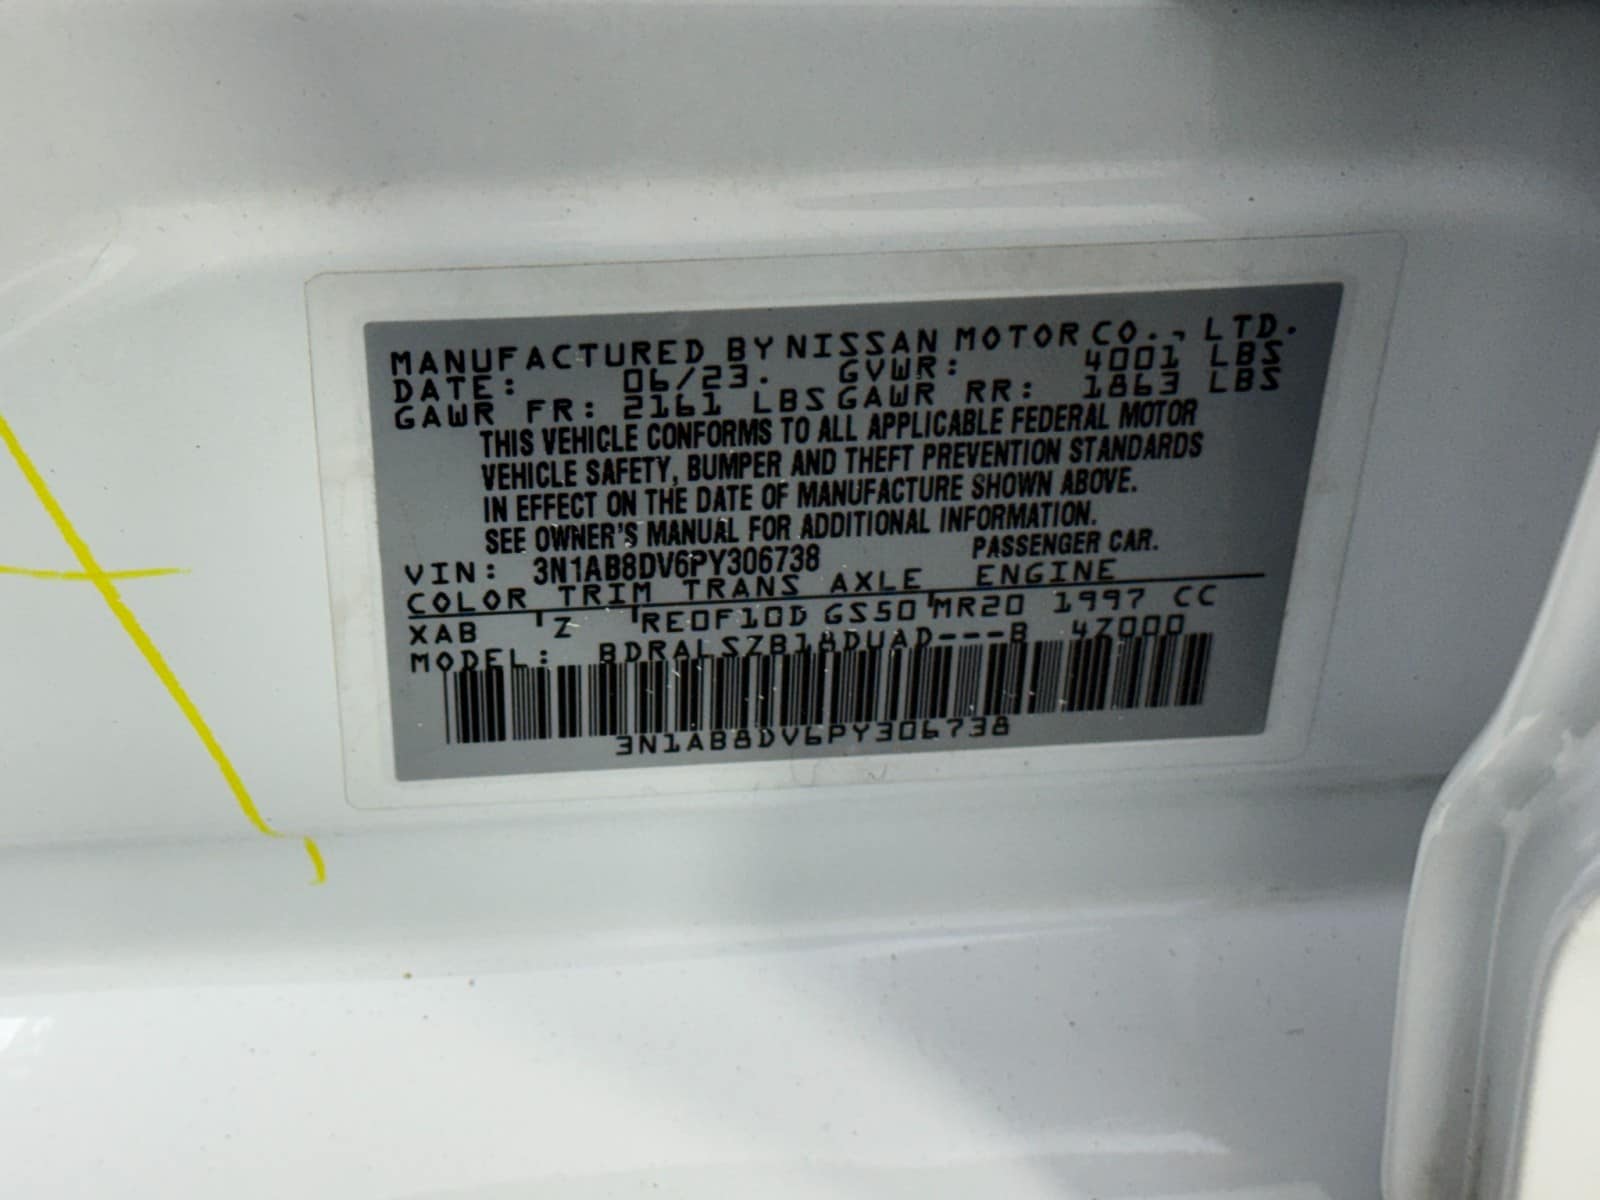 MANUFACTURED BY NISSAN MOTOR CO., LTD.
DATE: 06/23. GVWR: 4001 LBS
GAWR FR: 2161 LBS GAWR RR: 1863 LBS
THIS VEHICLE CONFORMS TO ALL APPLICABLE FEDERAL MOTOR
VEHICLE SAFETY, BUMPER AND THEFT PREVENTION STANDARDS
IN EFFECT ON THE DATE OF MANUFACTURE SHOWN ABOVE.
SEE OWNER'S MANUAL FOR ADDITIONAL INFORMATION.
VIN: 3N1AB8DV6PY306738 PASSENGER CAR.
COLOR TRIM TRANS AXLE ENGINE
XAB Z RE0F10D GS50 MR20 1997 CC
MODEL: BDRALSZB18DUAD---B 4Z000
3N1AB8DV6PY306738